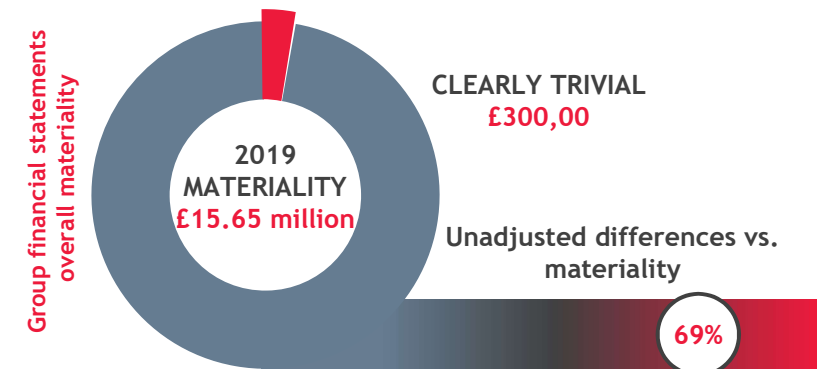 Group financial statements
overall materiality
2019
MATERIALITY
£15.65 million
CLEARLY TRIVIAL
£300,00
Unadjusted differences vs.
materiality
69%